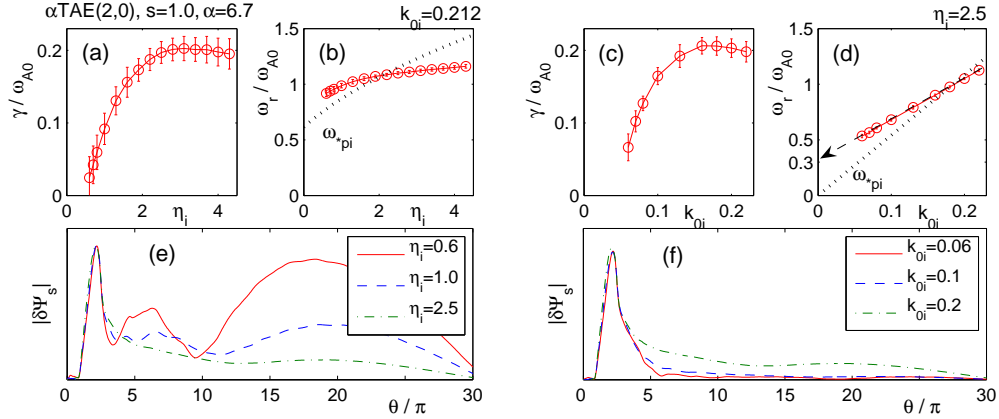 αTAE(2,0), s=1.0, α=6.7
k0i=0.212
ηi=2.5
(a)
γ / ωA0
0.2
0.1
0
0 2 4
ηi
(b)
ωr / ωA0
1.5
1
0.5
0
ω*pi
0 2 4
ηi
(c)
γ / ωA0
0.2
0.1
0
0 0.1 0.2
k0i
(d)
ωr / ωA0
1.5
1
0.5
0.3
0
ω*pi
0 0.1 0.2
k0i
(e)
|δΨs|
ηi=0.6
ηi=1.0
ηi=2.5
0 5 10 15 20 25 30
θ / π
(f)
|δΨs|
k0i=0.06
k0i=0.1
k0i=0.2
0 5 10 15 20 25 30
θ / π